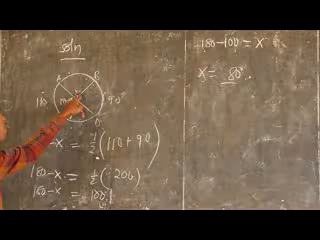 soln
A B
110 m 90°
D
-x = 1/2 (110 + 90)
180-x = 1/2 (200)
180-x = 100
180-100 = x
x = 80°